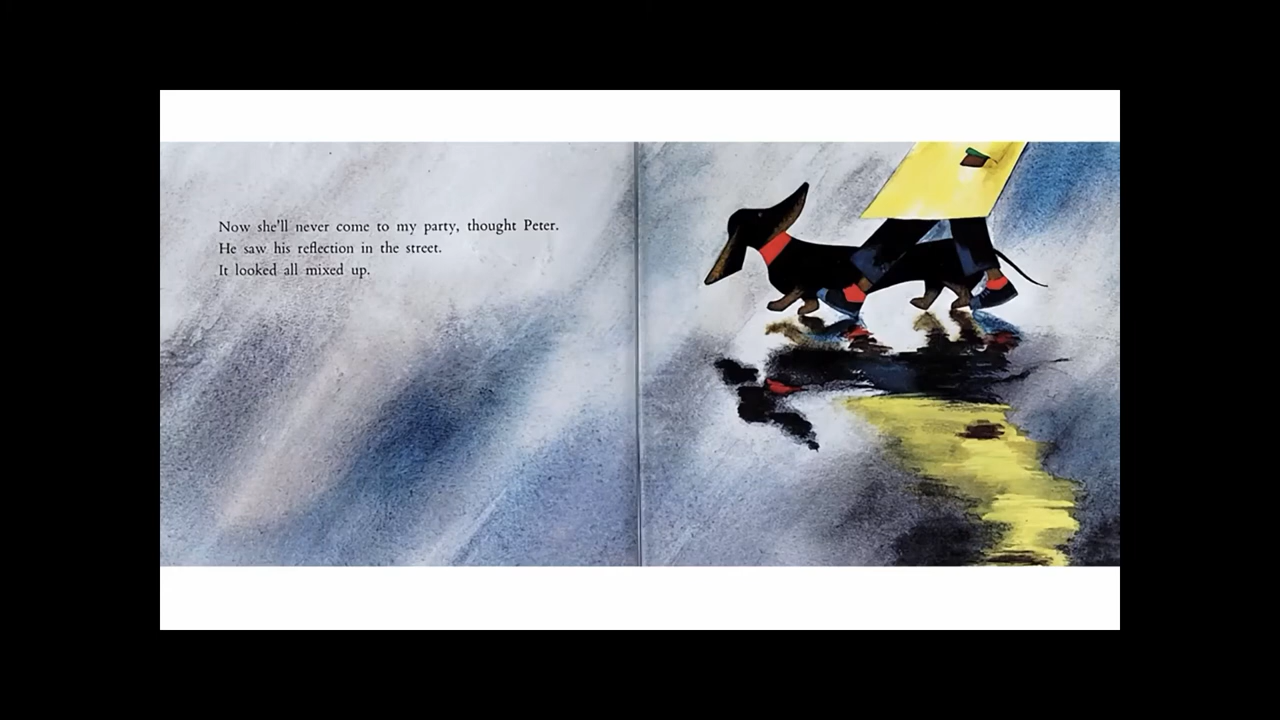 Now she'll never come to my party, thought Peter.
He saw his reflection in the street.
It looked all mixed up.